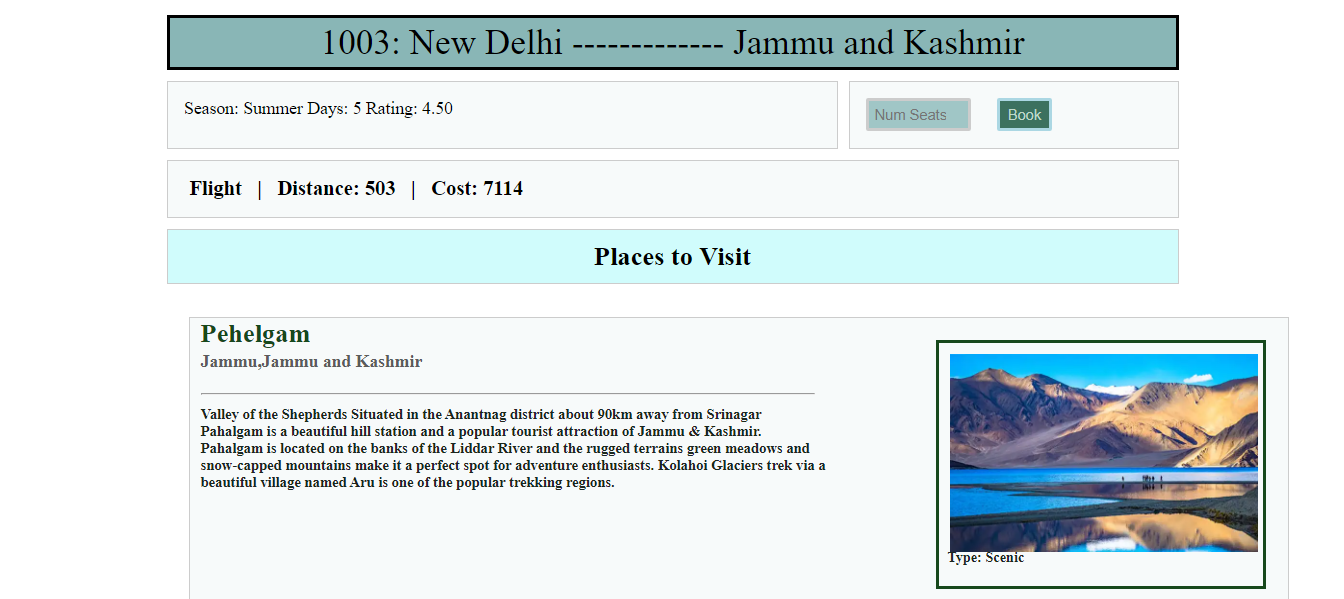 1003: New Delhi ------------- Jammu and Kashmir
Season: Summer Days: 5 Rating: 4.50
Num Seats
Book
Flight | Distance: 503 | Cost: 7114
Places to Visit
Pehelgam
Jammu,Jammu and Kashmir
Valley of the Shepherds Situated in the Anantnag district about 90km away from Srinagar
Pahalgam is a beautiful hill station and a popular tourist attraction of Jammu & Kashmir.
Pahalgam is located on the banks of the Liddar River and the rugged terrains green meadows and
snow-capped mountains make it a perfect spot for adventure enthusiasts. Kolahoi Glaciers trek via a
beautiful village named Aru is one of the popular trekking regions.
Type: Scenic